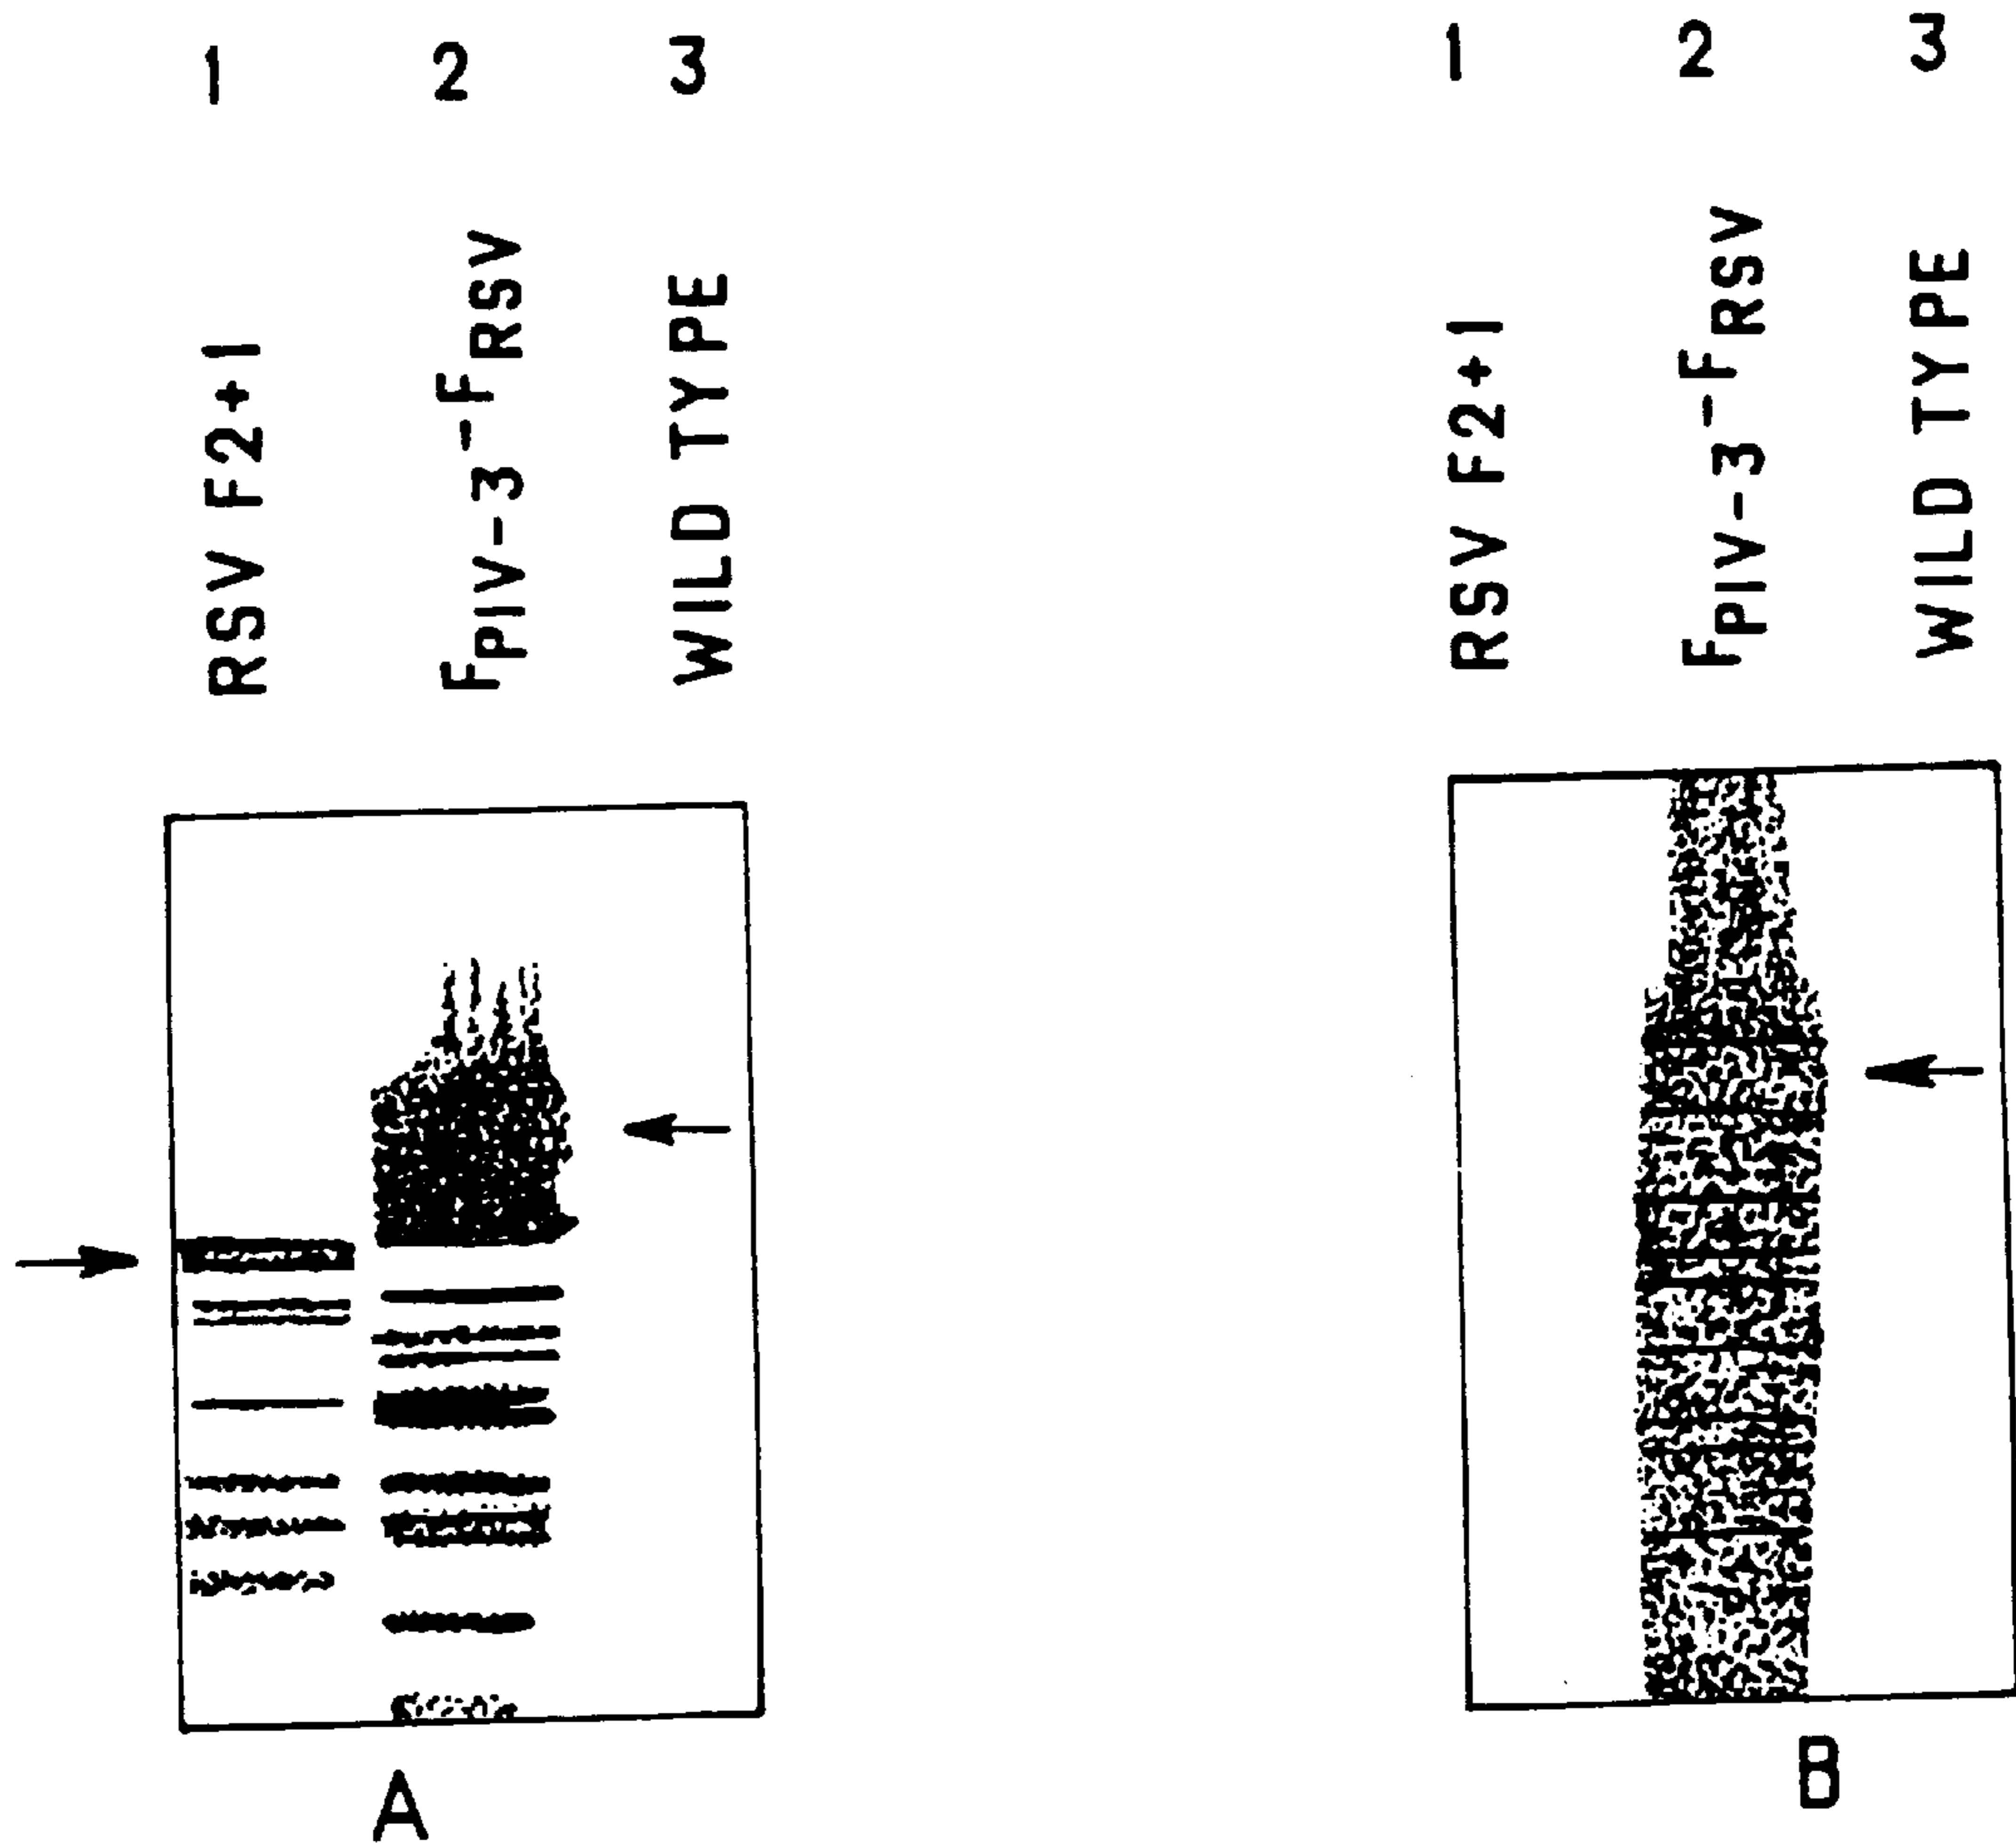 1 2 3
RSV F2+1
FPIV-3-FRSV
WILD TYPE
A
1 2 3
RSV F2+1
FPIV-3-FRSV
WILD TYPE
B